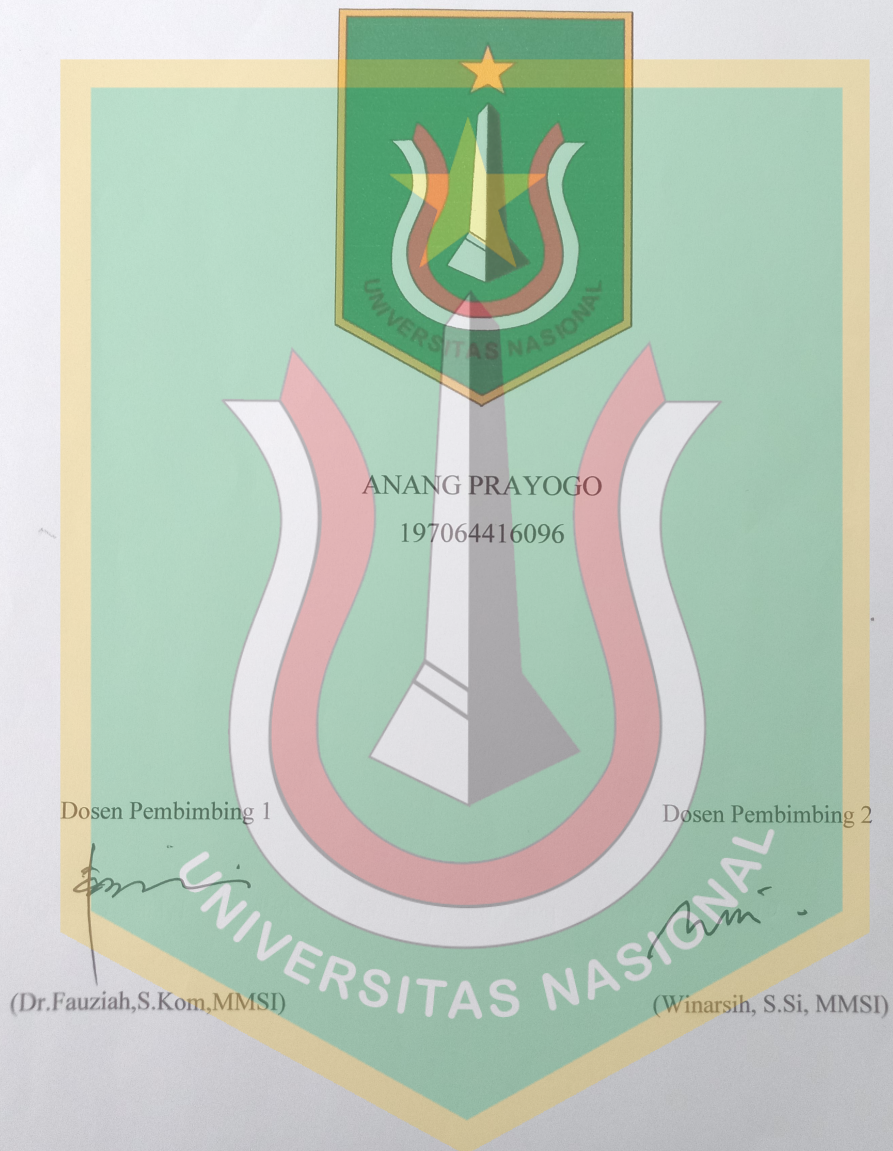 UNIVERSITAS NASIONAL
ANANG PRAYOGO
197064416096
Dosen Pembimbing 1
Dosen Pembimbing 2
UNIVERSITAS NASIONAL
(Dr.Fauziah,S.Kom,MMSI)
(Winarsih, S.Si, MMSI)